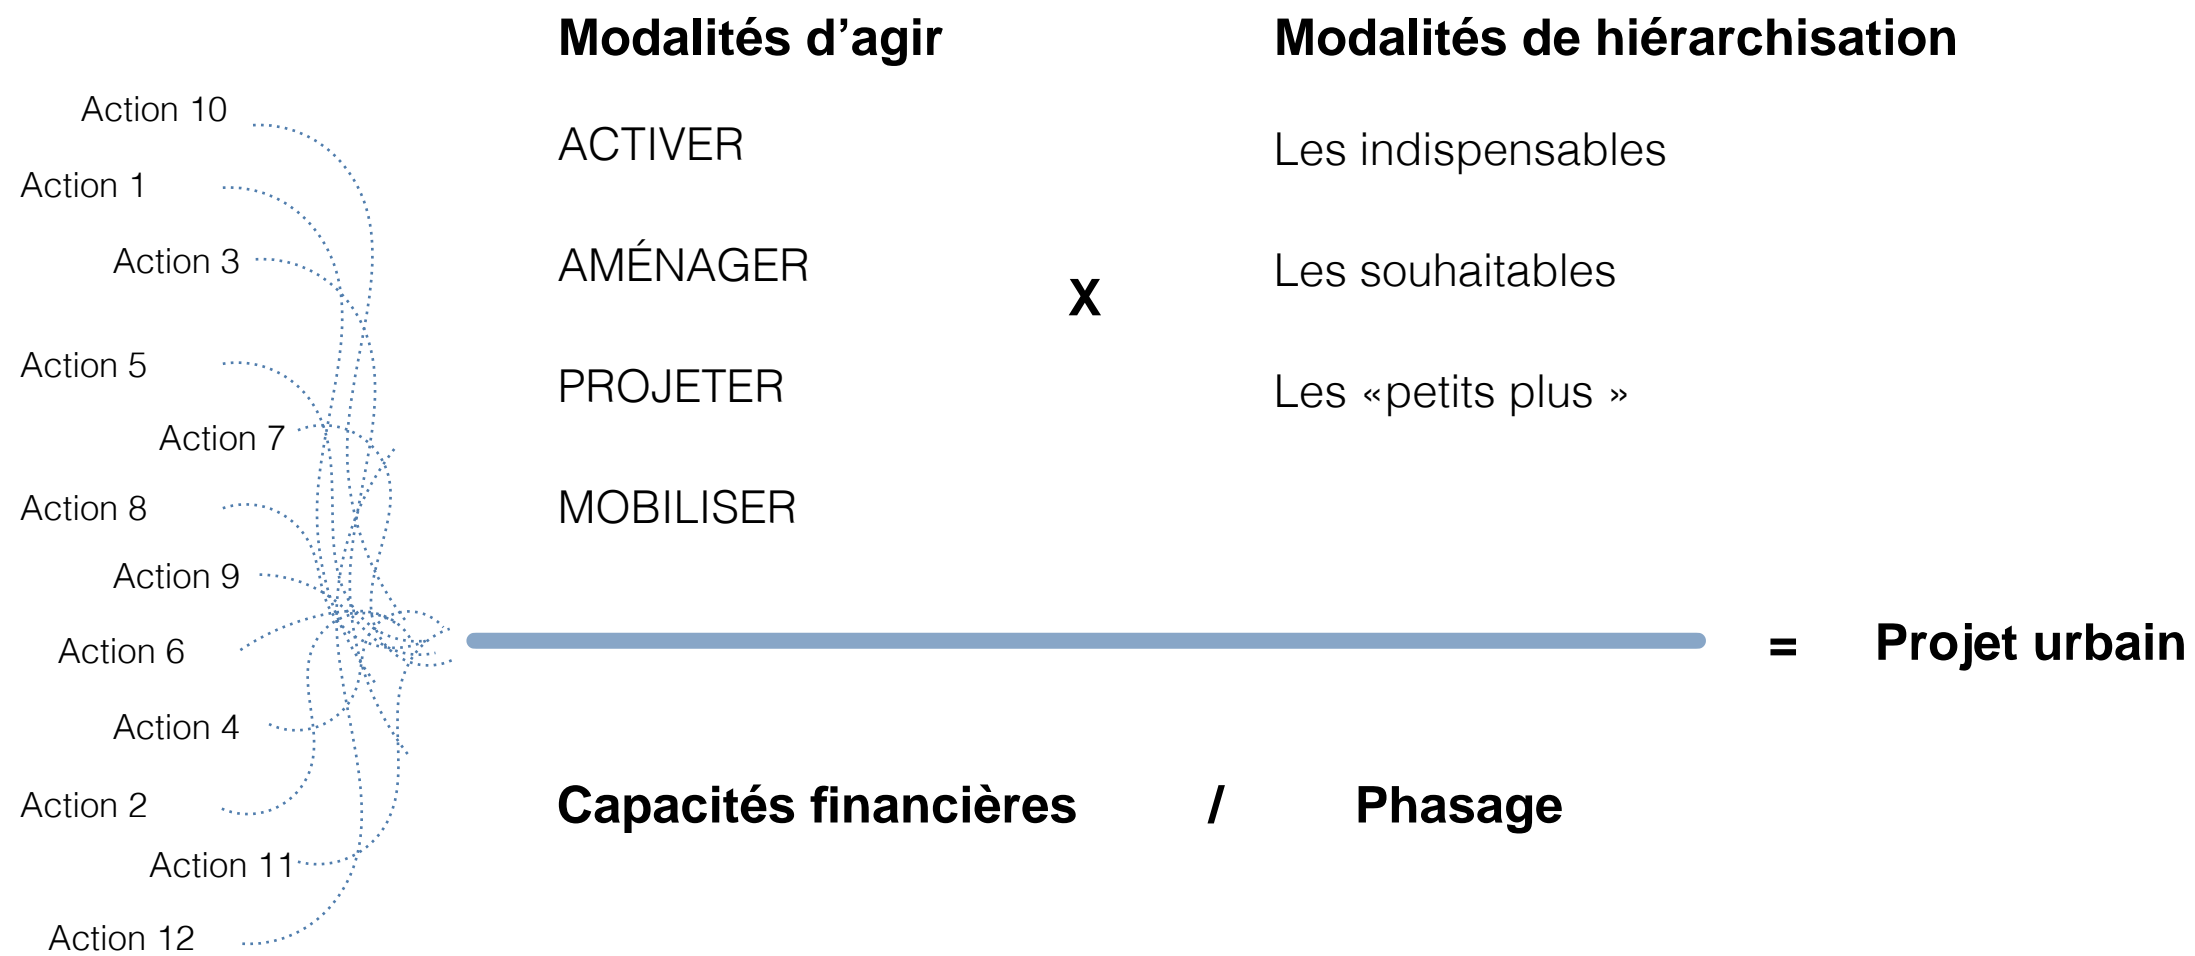 Modalités d’agir
Modalités de hiérarchisation
Action 10
Action 1
Action 3
Action 5
Action 7
Action 8
Action 9
Action 6
Action 4
Action 2
Action 11
Action 12
ACTIVER
AMÉNAGER
PROJETER
MOBILISER
X
Les indispensables
Les souhaitables
Les «petits plus »
= Projet urbain
Capacités financières / Phasage